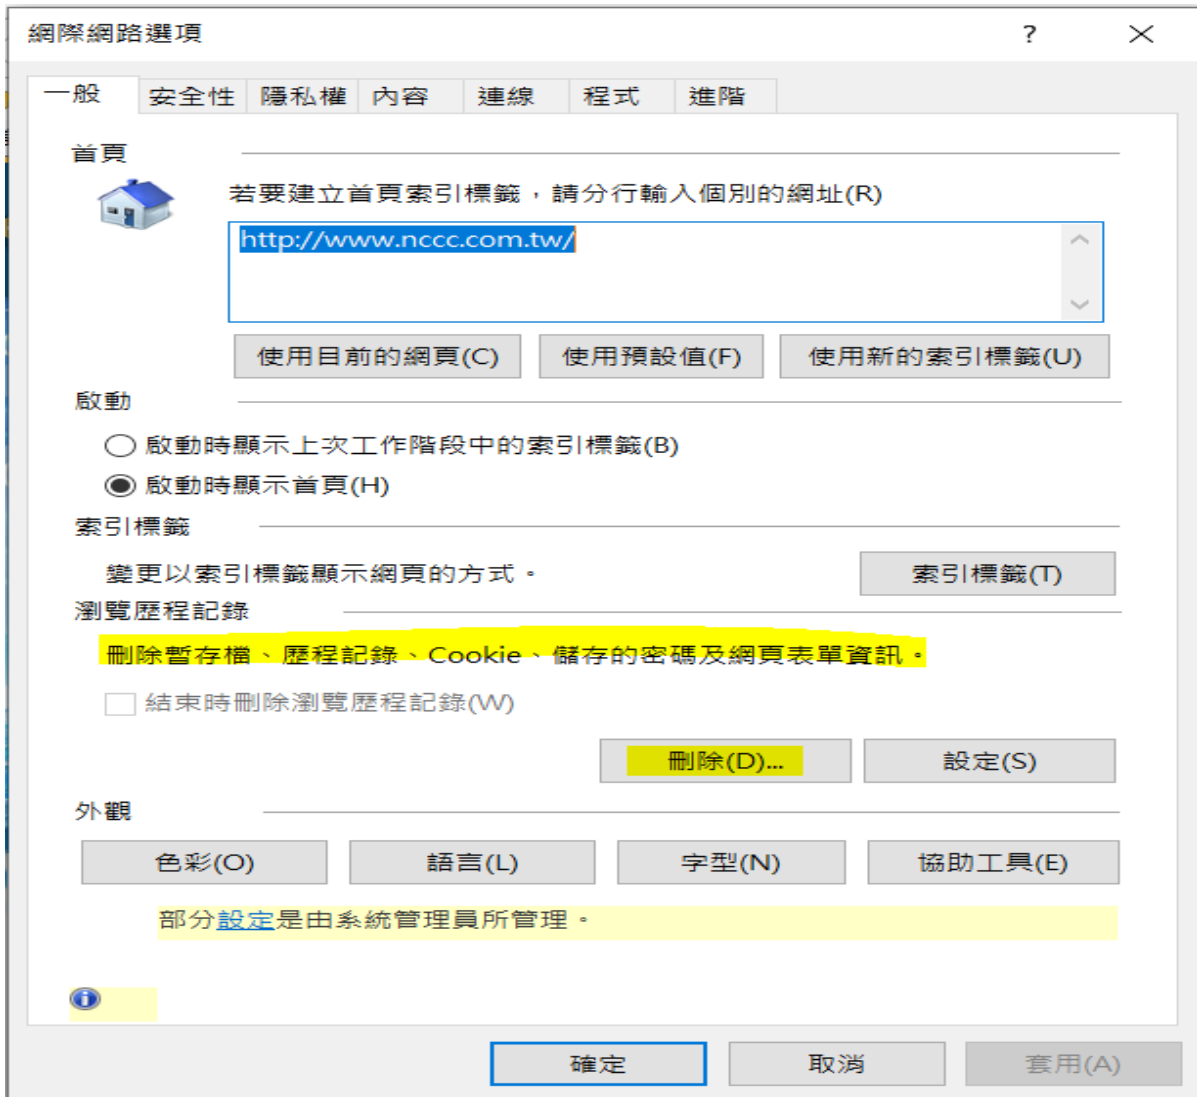 網際網路選項 ?
一般 安全性 隱私權 內容 連線 程式 進階
首頁
若要建立首頁索引標籤，請分行輸入個別的網址(R)
http://www.nccc.com.tw/
使用目前的網頁(C) 使用預設值(F) 使用新的索引標籤(U)
啟動
啟動時顯示上次工作階段中的索引標籤(B)
啟動時顯示首頁(H)
索引標籤
變更以索引標籤顯示網頁的方式。 索引標籤(T)
瀏覽歷程記錄
刪除暫存檔、歷程記錄、Cookie、儲存的密碼及網頁表單資訊。
結束時刪除瀏覽歷程記錄(W)
刪除(D)... 設定(S)
外觀
色彩(O) 語言(L) 字型(N) 協助工具(E)
部分設定是由系統管理員所管理。
確定 取消 套用(A)